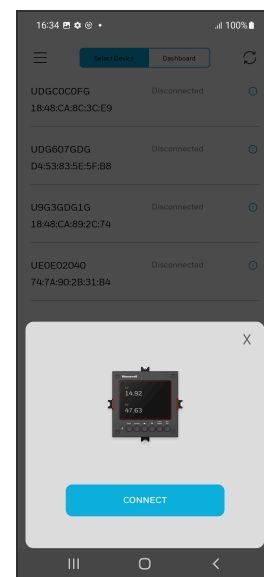 16:34 100%
Select Device Dashboard
UDGC0C0FG Disconnected
18:48:CA:8C:3C:E9
UDG607GDG Disconnected
D4:53:83:5E:5F:B8
U9G3GDG1G Disconnected
18:48:CA:89:2C:74
UE0E02040 Disconnected
74:7A:90:2B:31:B4
X
Honeywell
14.92
47.63
CONNECT